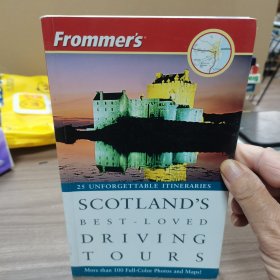 Frommer's
25 UNFORGETTABLE ITINERARIES
SCOTLAND'S
BEST-LOVED
DRIVING
TOURS
More than 100 Full-Color Photos and Maps!